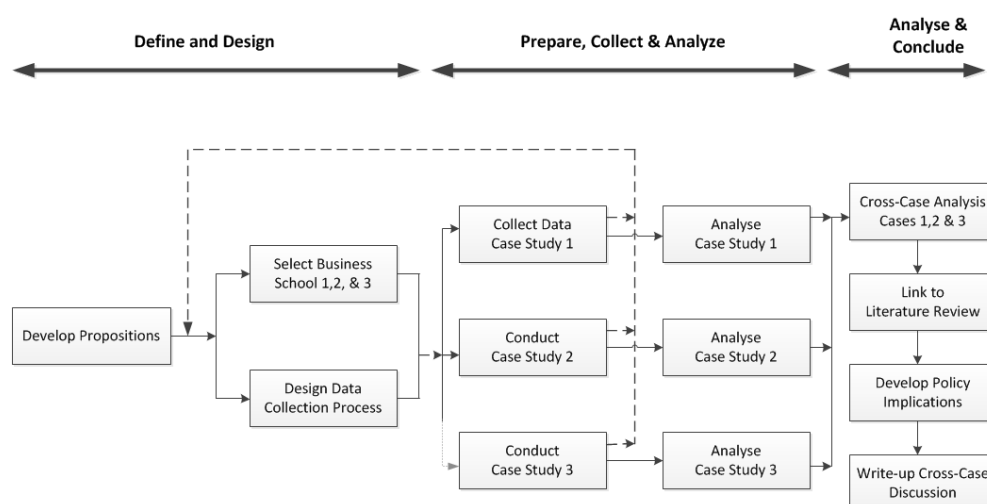 Define and Design
Prepare, Collect & Analyze
Analyse &
Conclude
Develop Propositions
Select Business
School 1,2, & 3
Design Data
Collection Process
Collect Data
Case Study 1
Conduct
Case Study 2
Conduct
Case Study 3
Analyse
Case Study 1
Analyse
Case Study 2
Analyse
Case Study 3
Cross-Case Analysis
Cases 1,2 & 3
Link to
Literature Review
Develop Policy
Implications
Write-up Cross-Case
Discussion